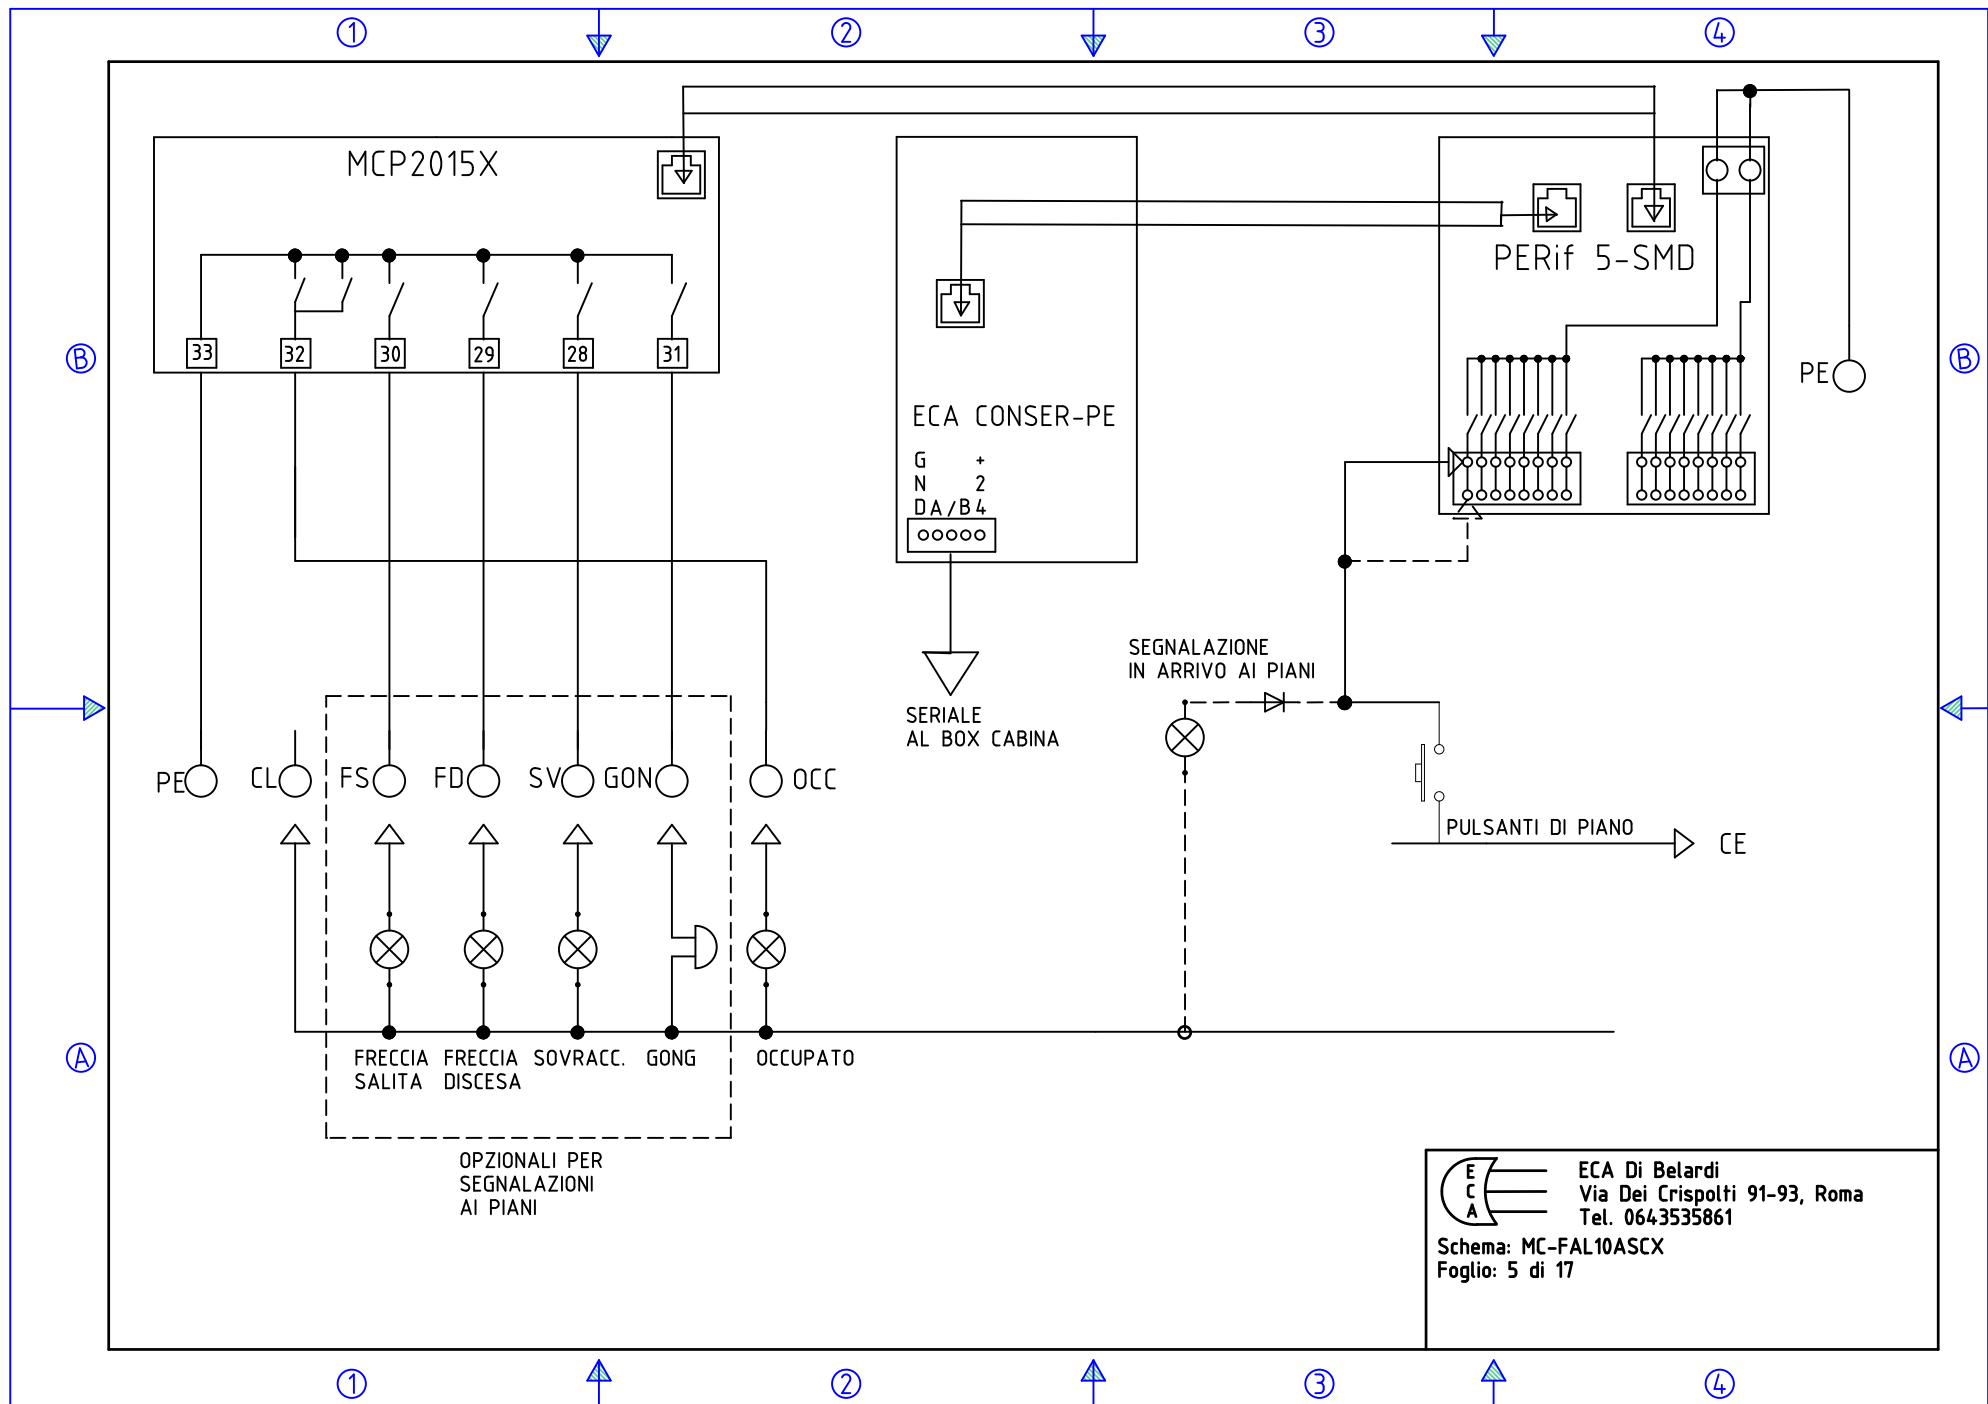 1 2 3 4
MCP2015X
PERif 5-SMD
33 32 30 29 28 31
B B
PE
ECA CONSER-PE
G +
N 2
DA/B 4
SEGNALAZIONE
IN ARRIVO AI PIANI
SERIALE
AL BOX CABINA
PE CL FS FD SV GON OCC
PULSANTI DI PIANO
CE
FRECCIA
SALITA
FRECCIA
DISCESA
SOVRACC.
GONG
OCCUPATO
A A
OPZIONALI PER
SEGNALAZIONI
AI PIANI
E
C
A
ECA Di Belardi
Via Dei Crispolti 91-93, Roma
Tel. 0643535861
Schema: MC-FAL10ASCX
Foglio: 5 di 17
1 2 3 4